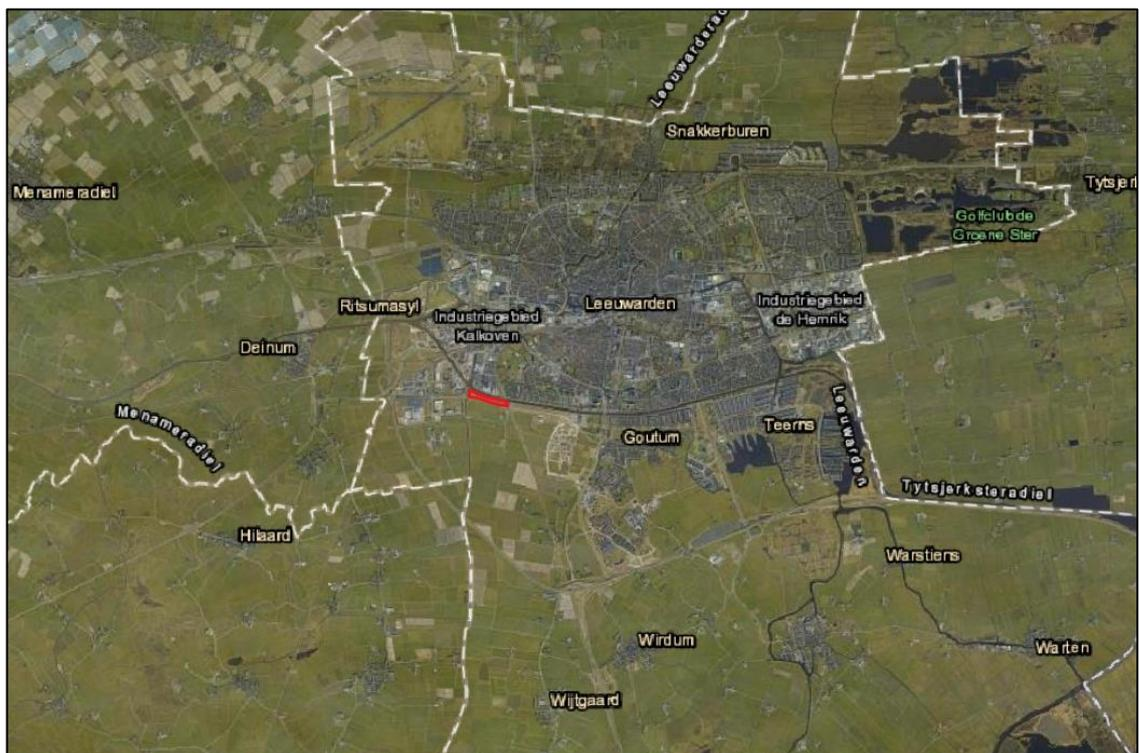 Leeuwarderad
Snakkerburen
Menameradiel
Tytsjerk
Golfclub de
Groene Ster
Ritsumasyl
Leeuwarden
Industriegebied
de Hemrik
Industriegebied
Kalkoven
Deinum
Menameradiel
Goutum
Teerns
Leeuwarden
Tytsjerksteradiel
Hilaard
Warstiens
Wirdum
Warten
Wijtgaard